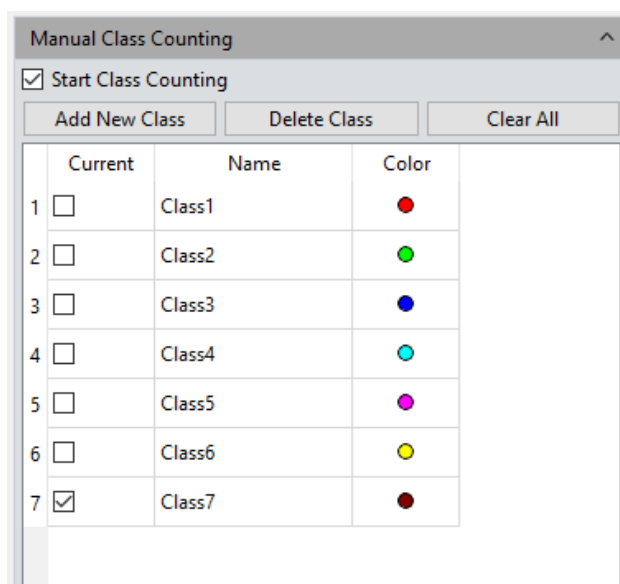 Manual Class Counting
Start Class Counting
Add New Class Delete Class Clear All
Current Name Color
1 Class1
2 Class2
3 Class3
4 Class4
5 Class5
6 Class6
7 Class7